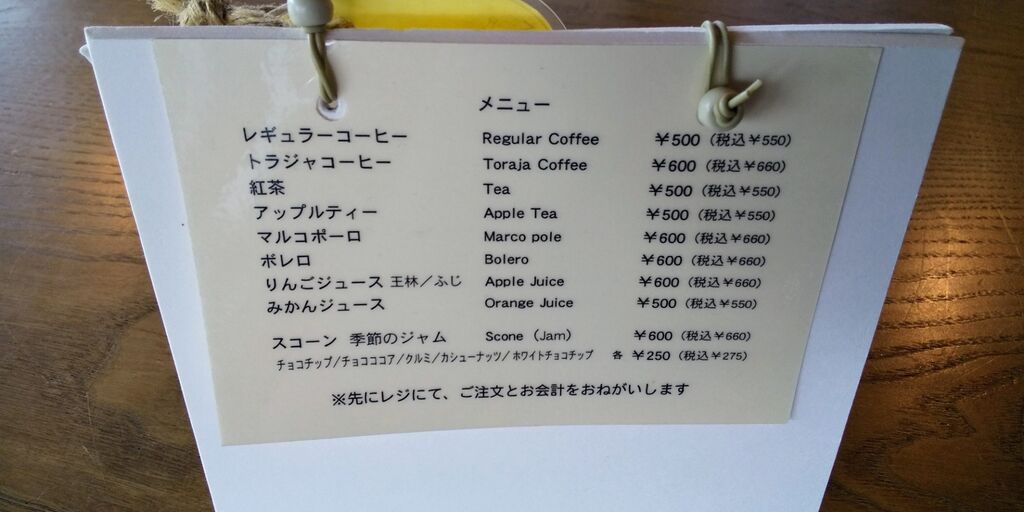 メニュー
レギュラーコーヒー Regular Coffee ￥500（税込￥550）
トラジャコーヒー Toraja Coffee ￥600（税込￥660）
紅茶 Tea ￥500（税込￥550）
アップルティー Apple Tea ￥500（税込￥550）
マルコポーロ Marco pole ￥600（税込￥660）
ボレロ Bolero ￥600（税込￥660）
りんごジュース 王林／ふじ Apple Juice ￥600（税込￥660）
みかんジュース Orange Juice ￥500（税込￥550）
スコーン 季節のジャム Scone（Jam） ￥600（税込￥660）
チョコチップ/チョコココア/クルミ/カシューナッツ/ホワイトチョコチップ 各 ￥250（税込￥275）
※先にレジにて、ご注文とお会計をおねがいします